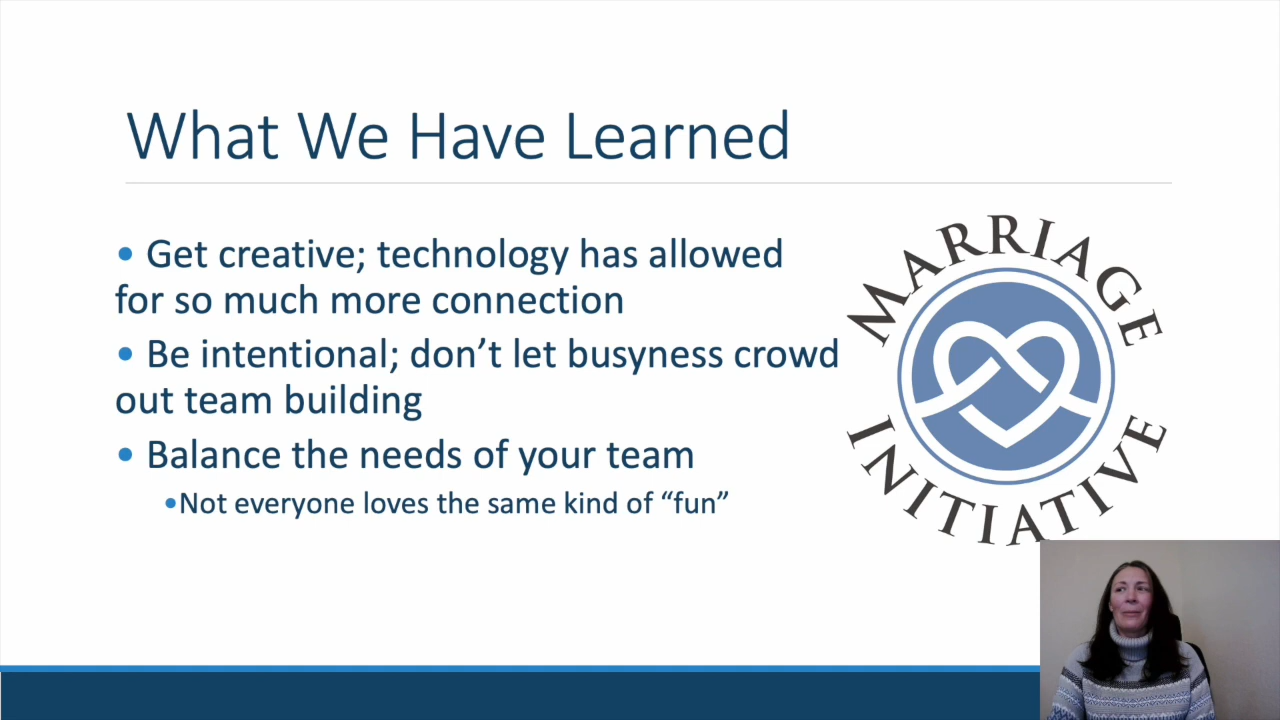 What We Have Learned
• Get creative; technology has allowed
for so much more connection
• Be intentional; don’t let busyness crowd
out team building
• Balance the needs of your team
•Not everyone loves the same kind of “fun”
MARRIAGE
INITIATIVE